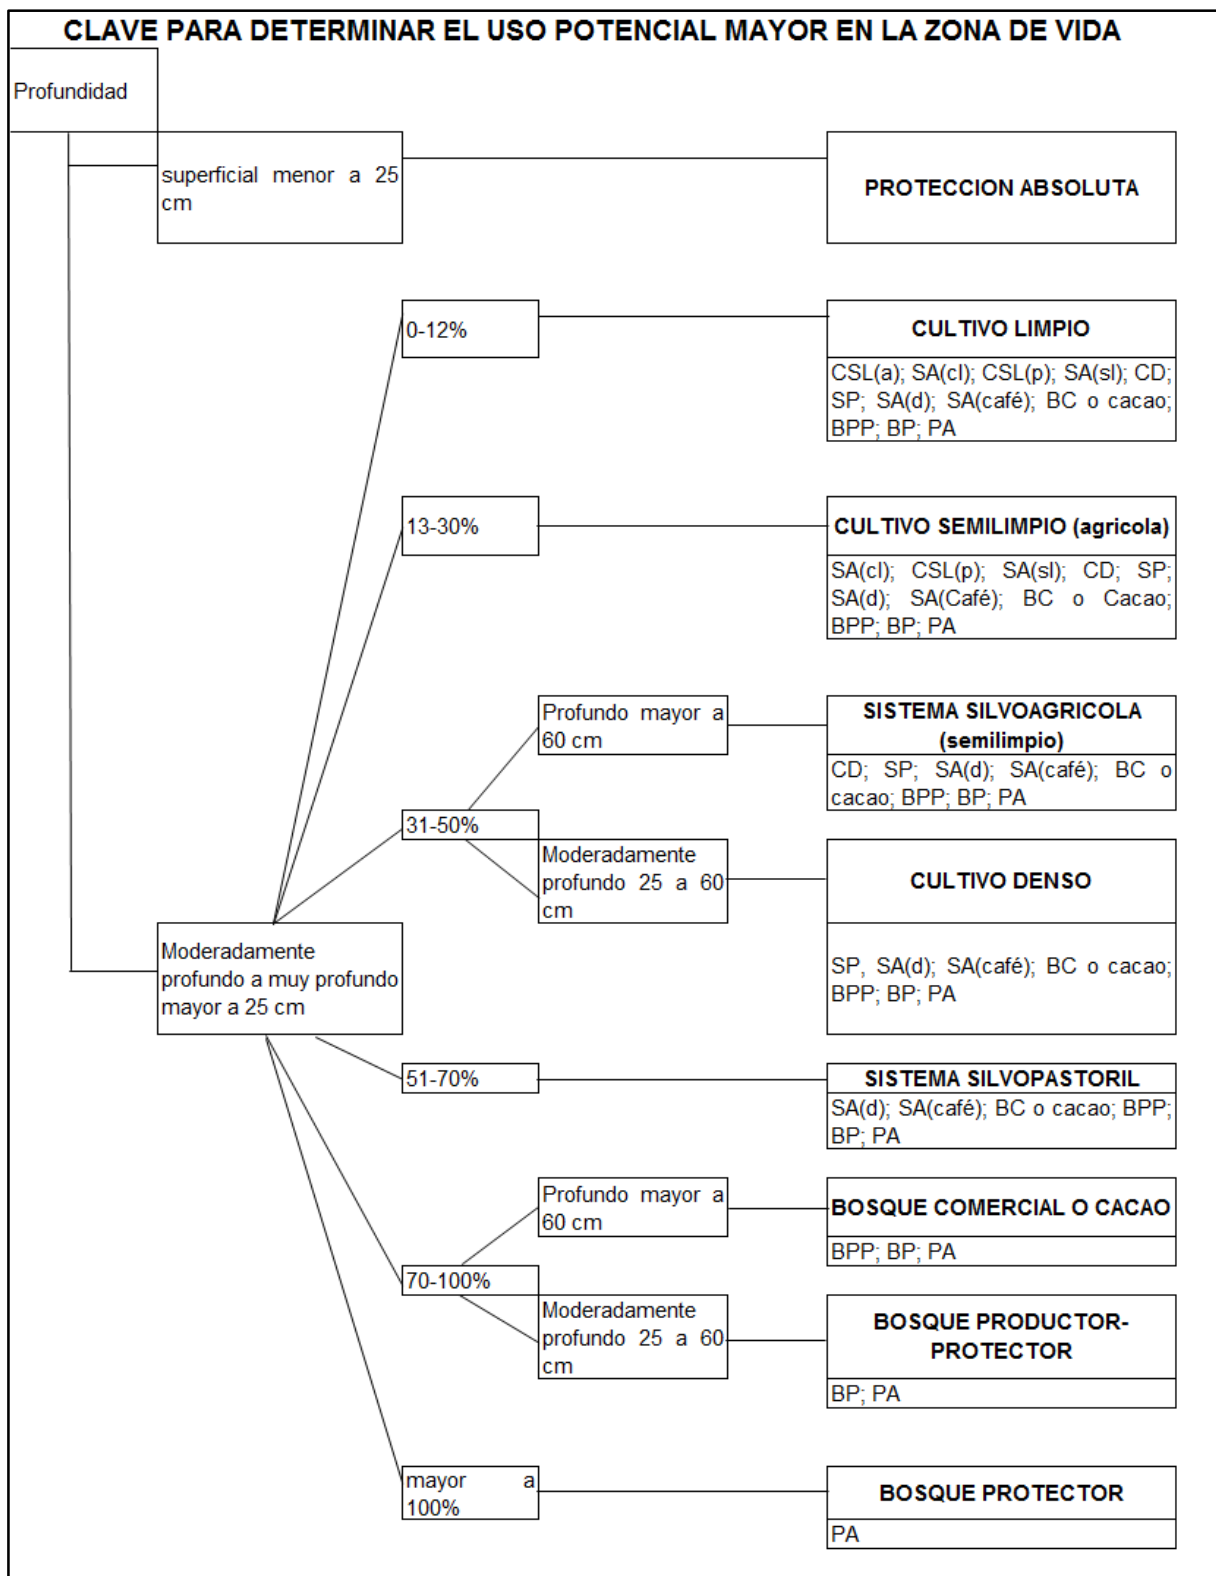 CLAVE PARA DETERMINAR EL USO POTENCIAL MAYOR EN LA ZONA DE VIDA
Profundidad
superficial menor a 25
cm
PROTECCION ABSOLUTA
0-12%
CULTIVO LIMPIO
CSL(a); SA(cl); CSL(p); SA(sl); CD;
SP; SA(d); SA(café); BC o cacao;
BPP; BP; PA
13-30%
CULTIVO SEMILIMPIO (agricola)
SA(cl); CSL(p); SA(sl); CD; SP;
SA(d); SA(Café); BC o Cacao;
BPP; BP; PA
Profundo mayor a
60 cm
SISTEMA SILVOAGRICOLA
(semilimpio)
CD; SP; SA(d); SA(café); BC o
cacao; BPP; BP; PA
31-50%
Moderadamente
profundo 25 a 60
cm
CULTIVO DENSO
SP, SA(d); SA(café); BC o cacao;
BPP; BP; PA
Moderadamente
profundo a muy profundo
mayor a 25 cm
51-70%
SISTEMA SILVOPASTORIL
SA(d); SA(café); BC o cacao; BPP;
BP; PA
Profundo mayor a
60 cm
BOSQUE COMERCIAL O CACAO
BPP; BP; PA
70-100%
Moderadamente
profundo 25 a 60
cm
BOSQUE PRODUCTOR-
PROTECTOR
BP; PA
mayor a
100%
BOSQUE PROTECTOR
PA